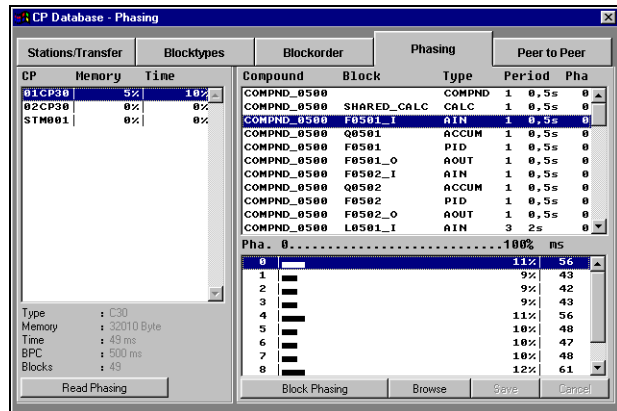 CP Database - Phasing
Stations/Transfer Blocktypes Blockorder Phasing Peer to Peer
CP Memory Time
01CP30 5% 10%
02CP30 0% 0%
STM001 0% 0%
Type : C30
Memory : 32010 Byte
Time : 49 ms
BPC : 500 ms
Blocks : 49
Read Phasing
Compound Block Type Period Pha
COMPND_0500 COMPND 1 0,5s 0
COMPND_0500 SHARED_CALC CALC 1 0,5s 0
COMPND_0500 F0501_I AIN 1 0,5s 0
COMPND_0500 Q0501 ACCUM 1 0,5s 0
COMPND_0500 F0501 PID 1 0,5s 0
COMPND_0500 F0501_O AOUT 1 0,5s 0
COMPND_0500 F0502_I AIN 1 0,5s 0
COMPND_0500 Q0502 ACCUM 1 0,5s 0
COMPND_0500 F0502 PID 1 0,5s 0
COMPND_0500 F0502_O AOUT 1 0,5s 0
COMPND_0500 L0501_I AIN 3 2s 0
Pha. 0............................100% ms
0 11% 56
1 9% 43
2 9% 42
3 9% 43
4 11% 56
5 10% 48
6 10% 47
7 10% 48
8 12% 61
Block Phasing Browse Save Cancel